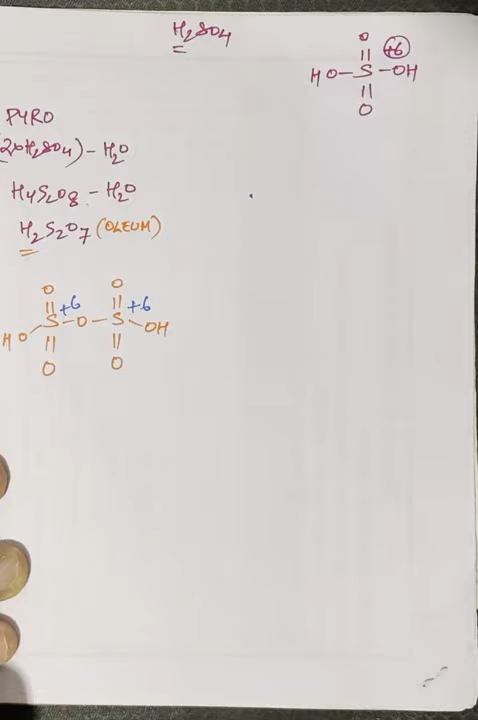 H₂SO₄
O
+6
HO-S-OH
O
PYRO
(2×H₂SO₄) - H₂O
H₄S₂O₈ - H₂O
H₂S₂O₇ (OLEUM)
O O
+6 +6
HO S-O-S OH
O O